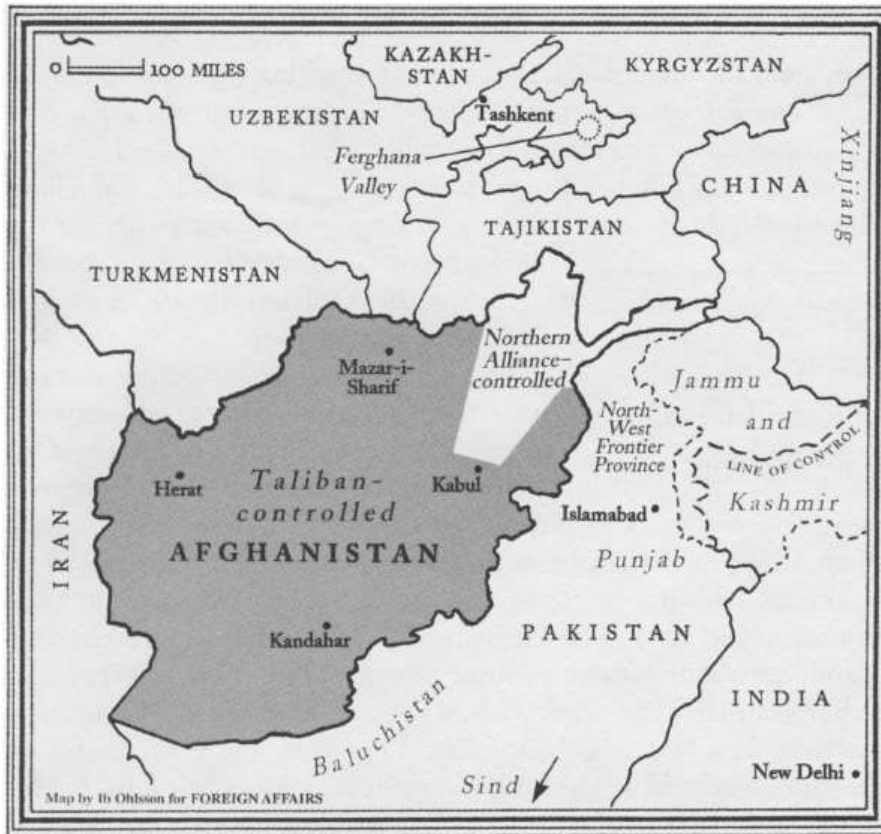 0 100 MILES
KAZAKH-
STAN
KYRGYZSTAN
Tashkent
UZBEKISTAN
Ferghana
Valley
Xinjiang
CHINA
TAJIKISTAN
TURKMENISTAN
Northern
Alliance-
controlled
Mazar-i-
Sharif
Jammu
and
North-
West
Frontier
Province
LINE OF CONTROL
Kashmir
Herat
Taliban-
controlled
Kabul
Islamabad
AFGHANISTAN
IRAN
Punjab
Kandahar
PAKISTAN
Baluchistan
INDIA
Sind
New Delhi
Map by Ib Ohlsson for FOREIGN AFFAIRS